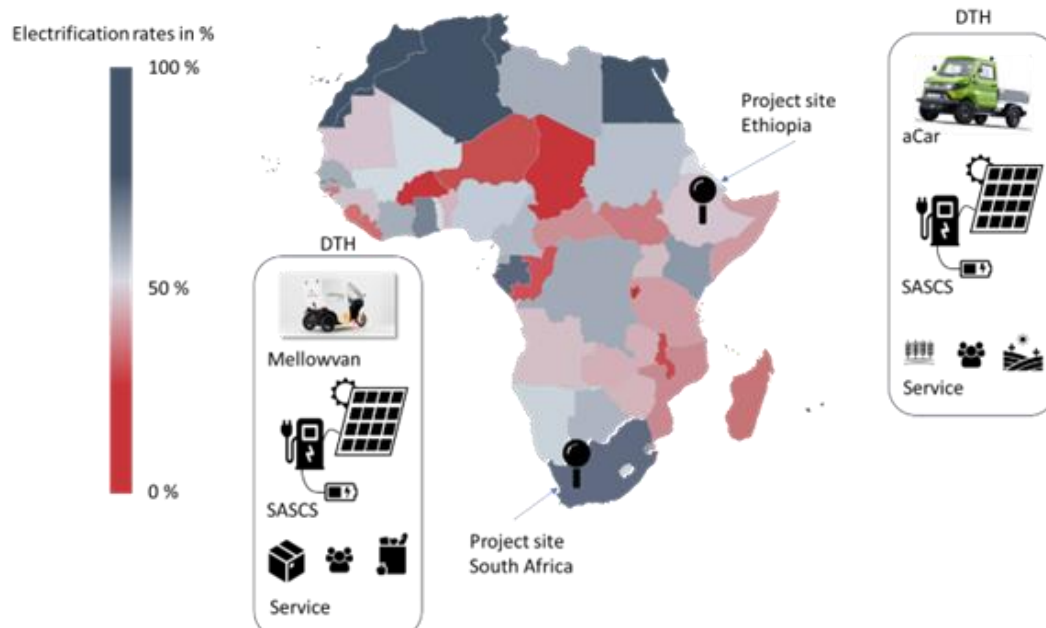 Electrification rates in %
100 %
50 %
0 %
DTH
Mellowvan
SASCS
Service
Project site
Ethiopia
Project site
South Africa
DTH
aCar
SASCS
Service